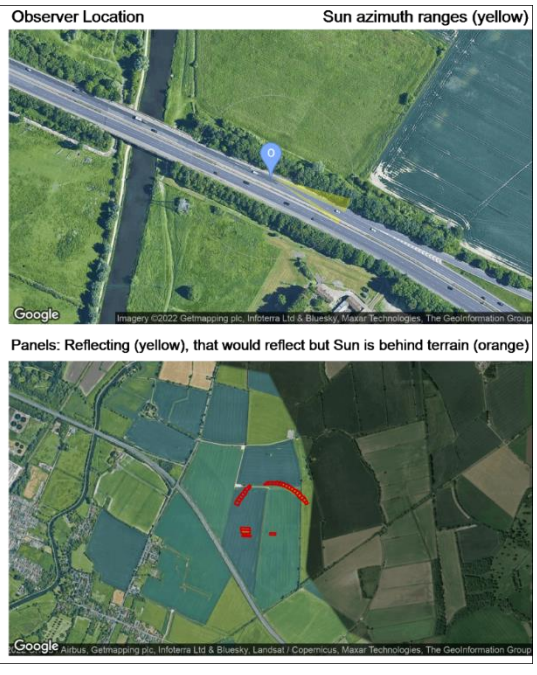 Observer Location
Sun azimuth ranges (yellow)
O
Google
Imagery ©2022 Getmapping plc, Infoterra Ltd & Bluesky, Maxar Technologies, The GeoInformation Group
Panels: Reflecting (yellow), that would reflect but Sun is behind terrain (orange)
Google
Airbus, Getmapping plc, Infoterra Ltd & Bluesky, Landsat / Copernicus, Maxar Technologies, The GeoInformation Group